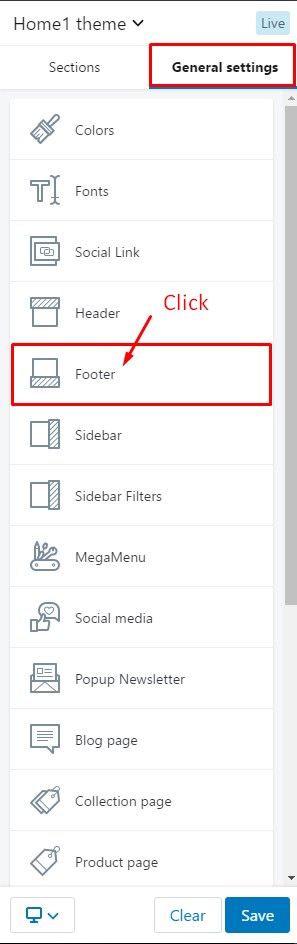 Home1 theme
Live
Sections
General settings
Colors
Fonts
Social Link
Header
Click
Footer
Sidebar
Sidebar Filters
MegaMenu
Social media
Popup Newsletter
Blog page
Collection page
Product page
Clear
Save